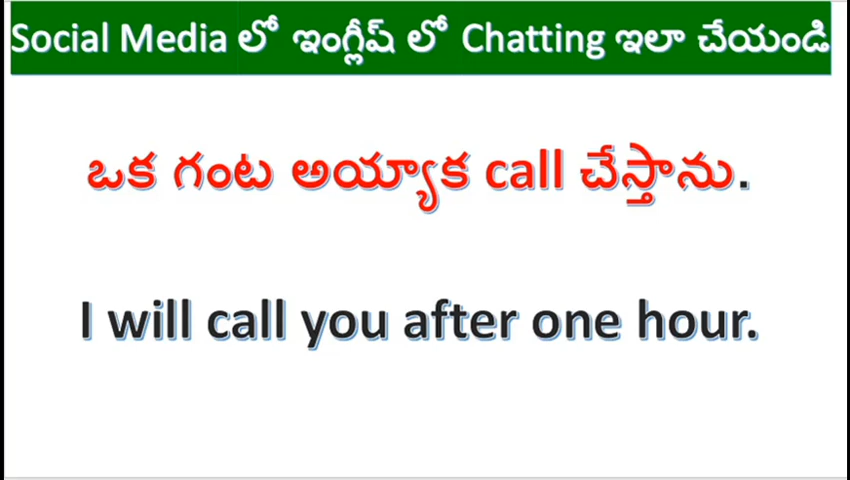 Social Media లో ఇంగ్లీష్ లో Chatting ఇలా చేయండి
ఒక గంట అయ్యాక call చేస్తాను.
I will call you after one hour.